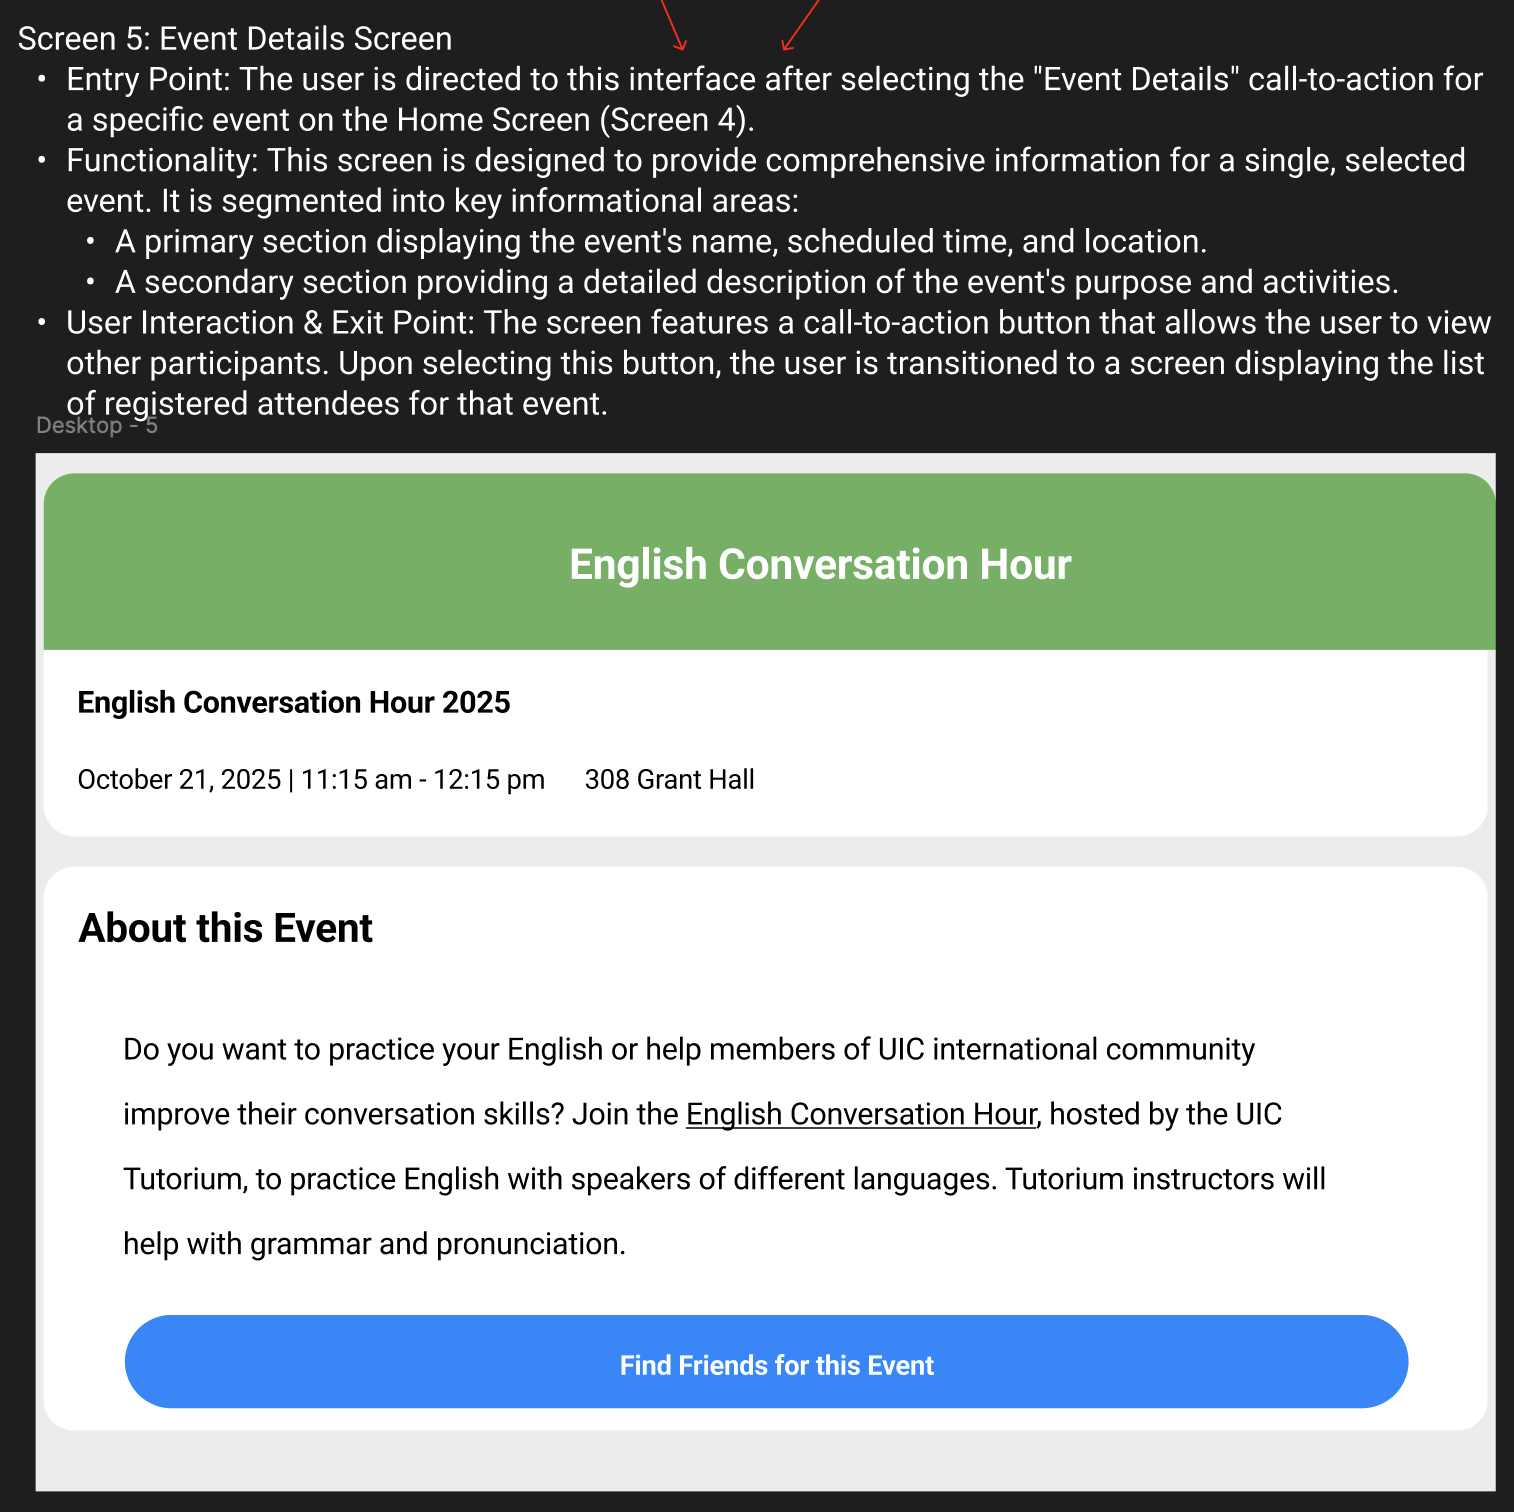 Screen 5: Event Details Screen
• Entry Point: The user is directed to this interface after selecting the "Event Details" call-to-action for
a specific event on the Home Screen (Screen 4).
• Functionality: This screen is designed to provide comprehensive information for a single, selected
event. It is segmented into key informational areas:
• A primary section displaying the event's name, scheduled time, and location.
• A secondary section providing a detailed description of the event's purpose and activities.
• User Interaction & Exit Point: The screen features a call-to-action button that allows the user to view
other participants. Upon selecting this button, the user is transitioned to a screen displaying the list
of registered attendees for that event.
Desktop - 5
English Conversation Hour
English Conversation Hour 2025
October 21, 2025 | 11:15 am - 12:15 pm 308 Grant Hall
About this Event
Do you want to practice your English or help members of UIC international community
improve their conversation skills? Join the English Conversation Hour, hosted by the UIC
Tutorium, to practice English with speakers of different languages. Tutorium instructors will
help with grammar and pronunciation.
Find Friends for this Event